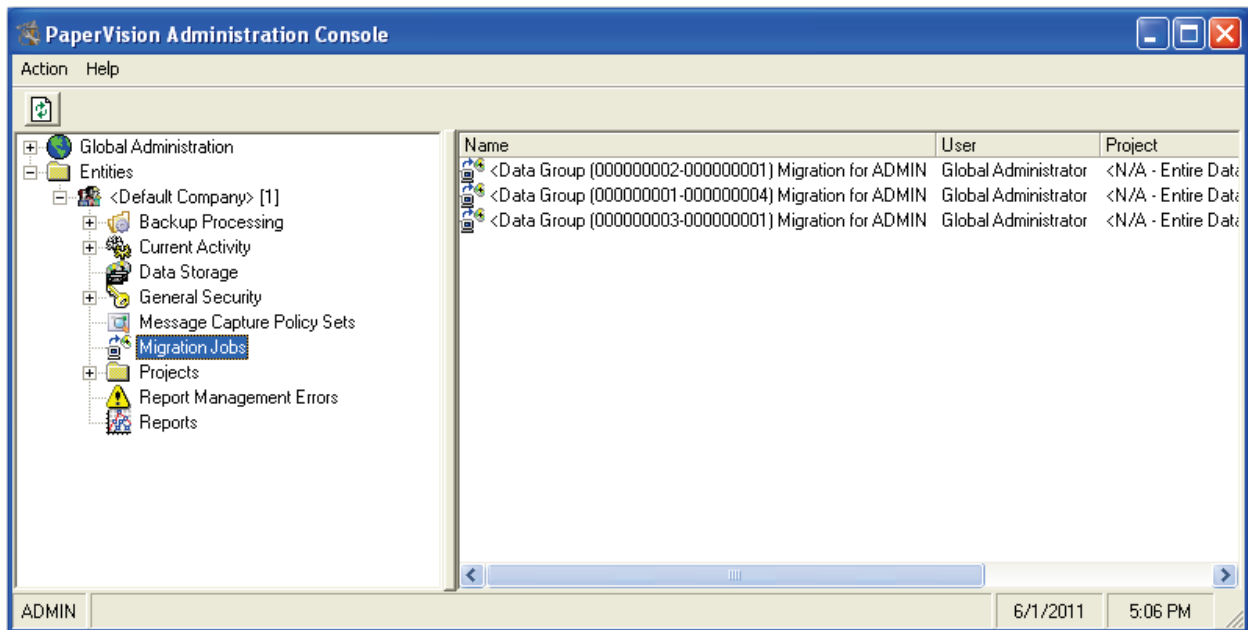 PaperVision Administration Console
Action Help
Global Administration
Entities
<Default Company> [1]
Backup Processing
Current Activity
Data Storage
General Security
Message Capture Policy Sets
Migration Jobs
Projects
Report Management Errors
Reports
Name User Project
<Data Group (000000002-000000001) Migration for ADMIN Global Administrator <N/A - Entire Data
<Data Group (000000001-000000004) Migration for ADMIN Global Administrator <N/A - Entire Data
<Data Group (000000003-000000001) Migration for ADMIN Global Administrator <N/A - Entire Data
ADMIN 6/1/2011 5:06 PM